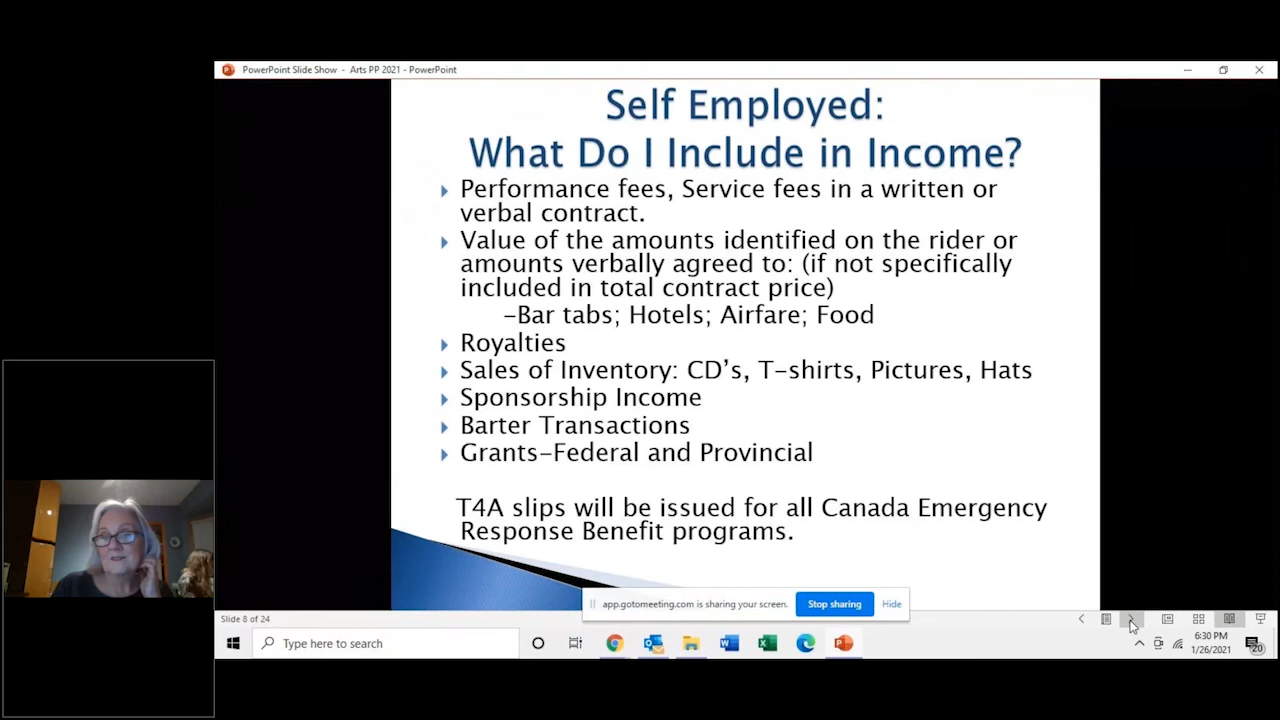 PowerPoint Slide Show - Arts PP 2021 - PowerPoint
Self Employed:
What Do I Include in Income?
Performance fees, Service fees in a written or
verbal contract.
Value of the amounts identified on the rider or
amounts verbally agreed to: (if not specifically
included in total contract price)
–Bar tabs; Hotels; Airfare; Food
Royalties
Sales of Inventory: CD’s, T-shirts, Pictures, Hats
Sponsorship Income
Barter Transactions
Grants-Federal and Provincial
T4A slips will be issued for all Canada Emergency
Response Benefit programs.
app.gotomeeting.com is sharing your screen. Stop sharing Hide
Slide 8 of 24
Type here to search
6:30 PM
1/26/2021
20